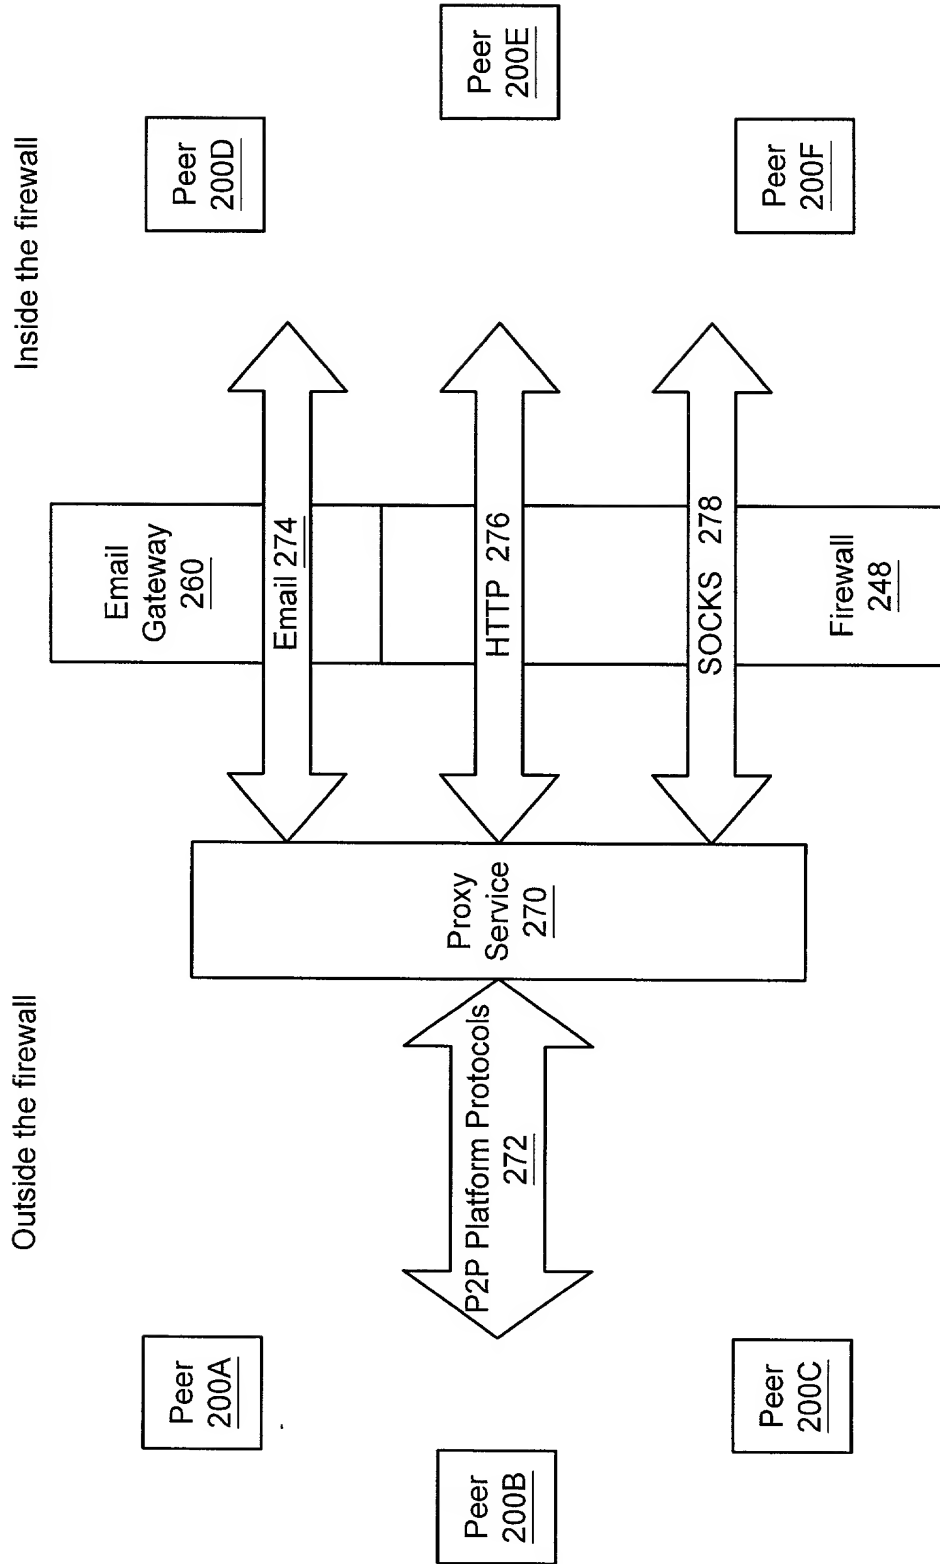 Outside the firewall
Inside the firewall
Peer
200A
Peer
200B
Peer
200C
P2P Platform Protocols
272
Proxy
Service
270
Email
Gateway
260
Email 274
HTTP 276
SOCKS 278
Firewall
248
Peer
200D
Peer
200E
Peer
200F